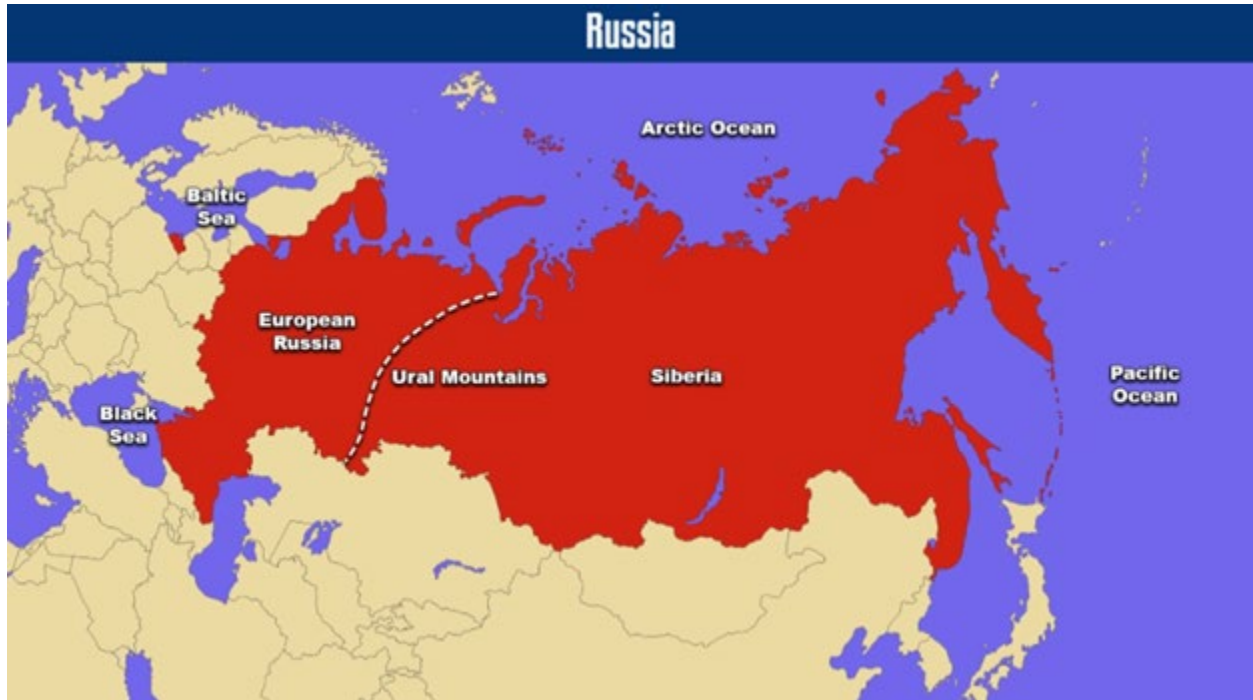 Russia
Arctic Ocean
Baltic
Sea
European
Russia
Ural Mountains
Siberia
Pacific
Ocean
Black
Sea